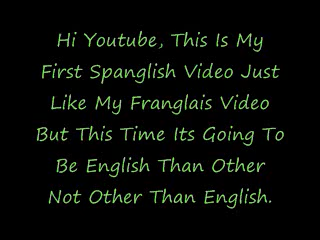 Hi Youtube, This Is My
First Spanglish Video Just
Like My Franglais Video
But This Time Its Going To
Be English Than Other
Not Other Than English.